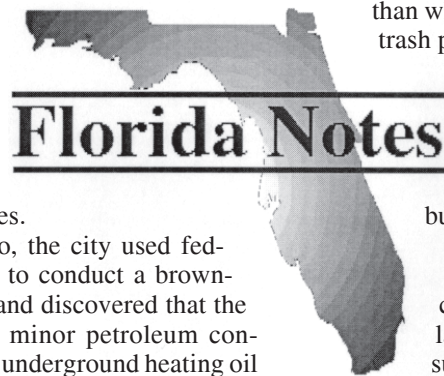 than w
trash p
Florida Notes
es.
o, the city used fed-
to conduct a brown-
and discovered that the
minor petroleum con-
underground heating oil
bu
c
su